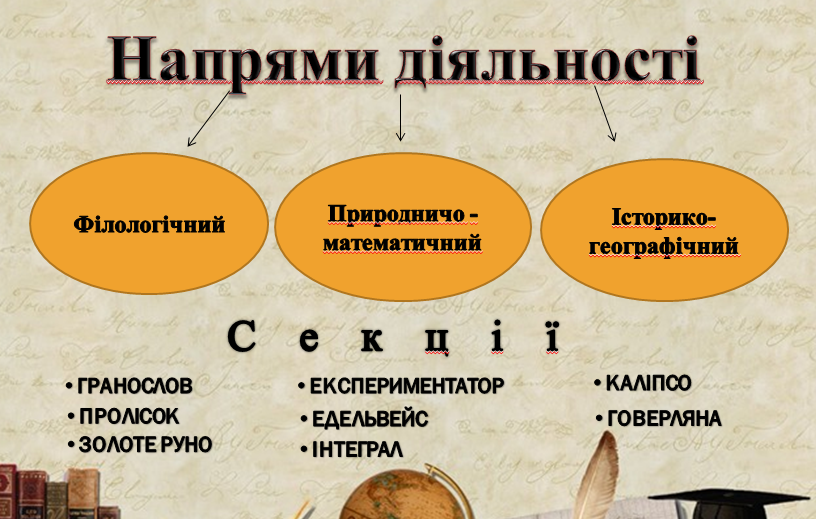 Напрями діяльності
Філологічний
Природничо -
математичний
Історико-
географічний
С е к ц і ї
• ГРАНОСЛОВ
• ПРОЛІСОК
• ЗОЛОТЕ РУНО
• ЕКСПЕРИМЕНТАТОР
• ЕДЕЛЬВЕЙС
• ІНТЕГРАЛ
• КАЛІПСО
• ГОВЕРЛЯНА